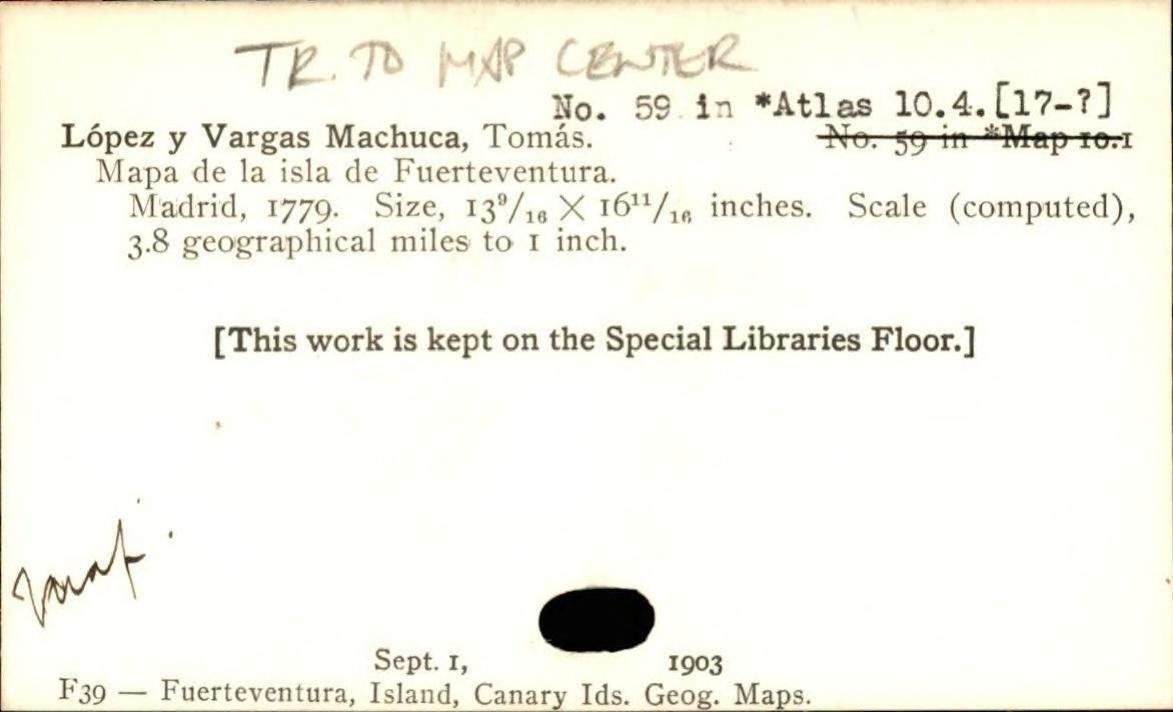 TR. TO MAP CENTER
No. 59 in *Atlas 10.4.[17-?]
López y Vargas Machuca, Tomás. No. 59 in *Map 10.1
Mapa de la isla de Fuerteventura.
Madrid, 1779. Size, 13⁹/₁₆ X 16¹¹/₁₆ inches. Scale (computed),
3.8 geographical miles to 1 inch.
[This work is kept on the Special Libraries Floor.]
Sept. 1, 1903
F39 — Fuerteventura, Island, Canary Ids. Geog. Maps.